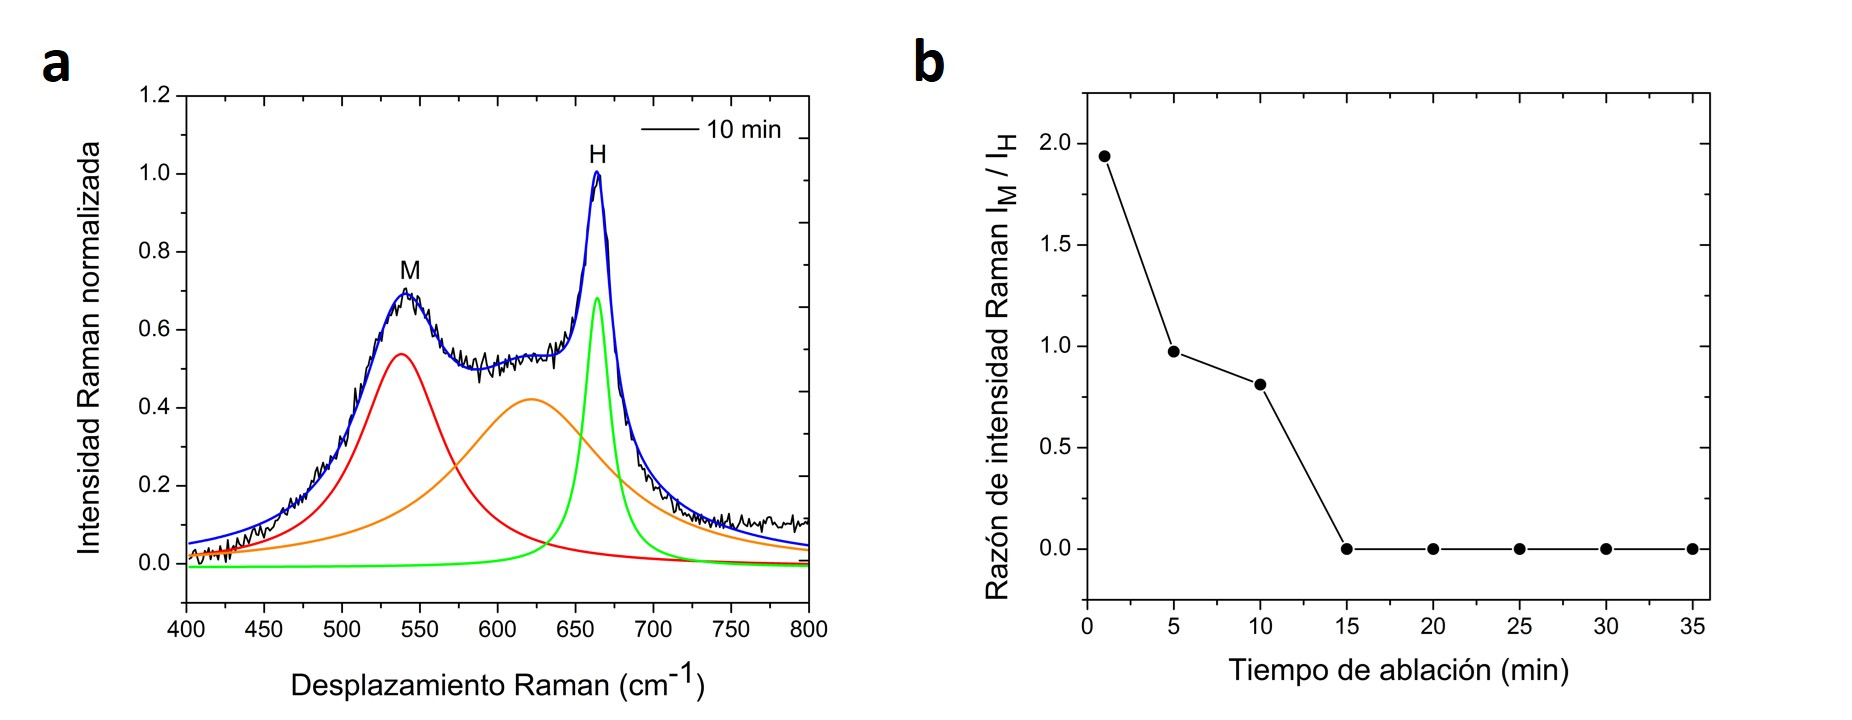 a
1.2
1.0
0.8
0.6
0.4
0.2
0.0
400 450 500 550 600 650 700 750 800
Intensidad Raman normalizada
Desplazamiento Raman (cm⁻¹)
10 min
M
H
b
2.0
1.5
1.0
0.5
0.0
0 5 10 15 20 25 30 35
Razón de intensidad Raman I_M / I_H
Tiempo de ablación (min)